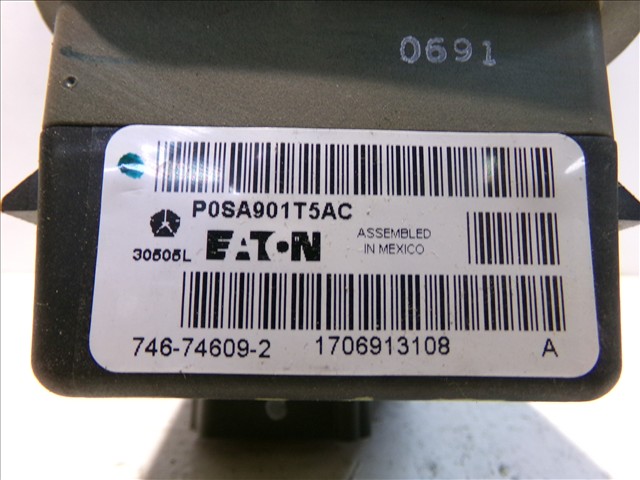 0691
P0SA901T5AC
30505L EATON ASSEMBLED
IN MEXICO
746-74609-2 1706913108 A